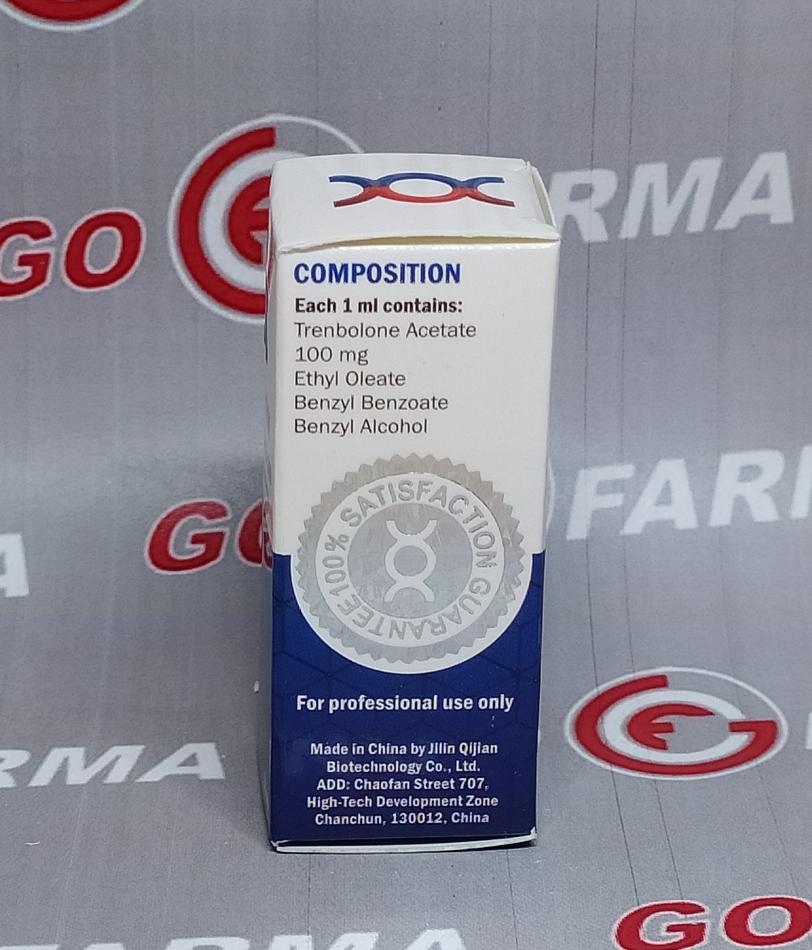 GO
RMA
COMPOSITION
Each 1 ml contains:
Trenbolone Acetate
100 mg
Ethyl Oleate
Benzyl Benzoate
Benzyl Alcohol
100% SATISFACTION GUARANTEE
GO
FAR
A
For professional use only
Made in China by Jilin Qijian
Biotechnology Co., Ltd.
ADD: Chaofan Street 707,
High-Tech Development Zone
Chanchun, 130012, China
RMA
GO
FARMA